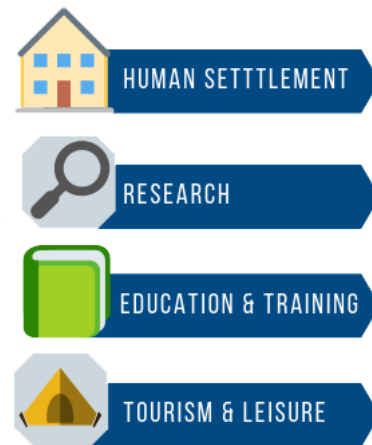 HUMAN SETTTLEMENT
RESEARCH
EDUCATION & TRAINING
TOURISM & LEISURE